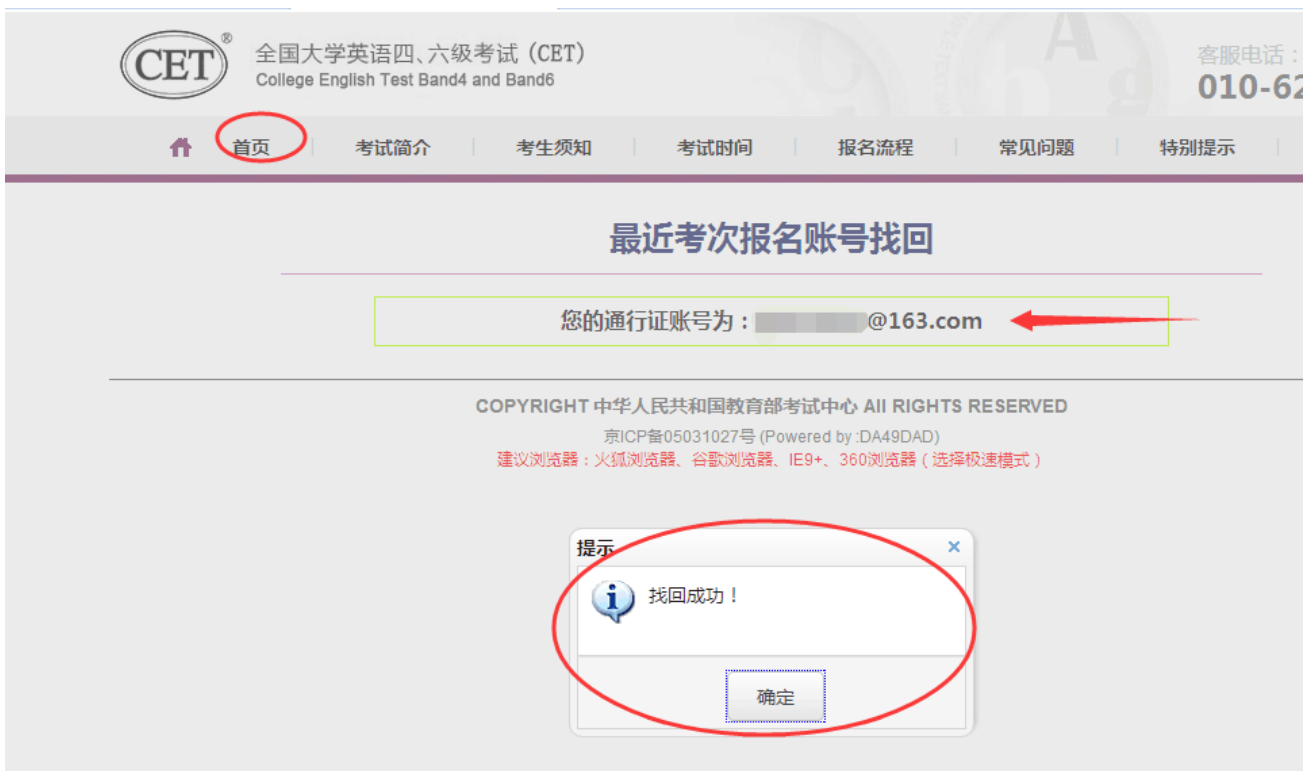 CET®
全国大学英语四、六级考试 (CET)
College English Test Band4 and Band6
客服电话：
010-62
首页 考试简介 考生须知 考试时间 报名流程 常见问题 特别提示
最近考次报名账号找回
您的通行证账号为： @163.com
COPYRIGHT 中华人民共和国教育部考试中心 All RIGHTS RESERVED
京ICP备05031027号 (Powered by :DA49DAD)
建议浏览器：火狐浏览器、谷歌浏览器、IE9+、360浏览器（选择极速模式）
提示
找回成功！
确定